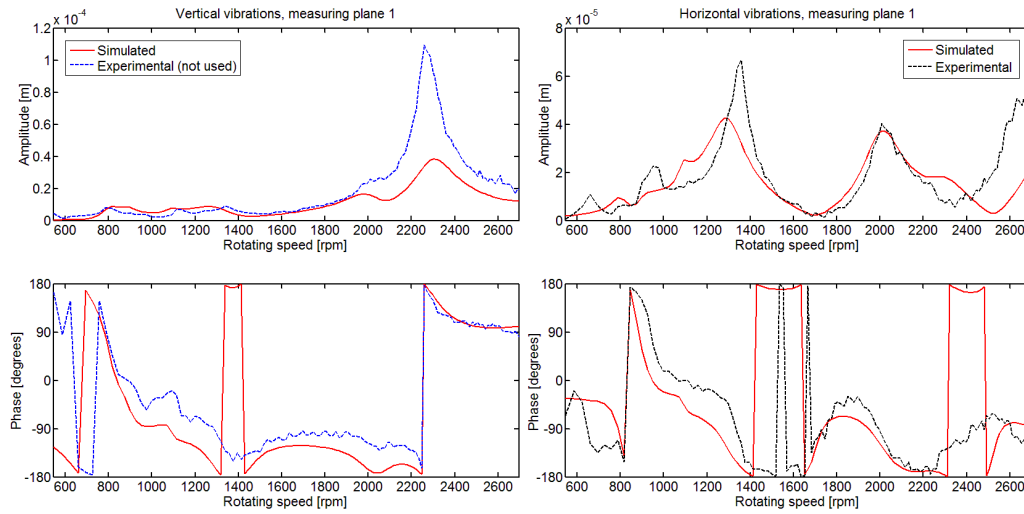 Vertical vibrations, measuring plane 1
x 10-4
1.2
1
0.8
0.6
0.4
0.2
0
Amplitude [m]
Simulated
Experimental (not used)
600 800 1000 1200 1400 1600 1800 2000 2200 2400 2600
Rotating speed [rpm]
Horizontal vibrations, measuring plane 1
x 10-5
8
6
4
2
0
Amplitude [m]
Simulated
Experimental
600 800 1000 1200 1400 1600 1800 2000 2200 2400 2600
Rotating speed [rpm]
180
90
0
-90
-180
Phase [degrees]
600 800 1000 1200 1400 1600 1800 2000 2200 2400 2600
Rotating speed [rpm]
180
90
0
-90
-180
Phase [degrees]
600 800 1000 1200 1400 1600 1800 2000 2200 2400 2600
Rotating speed [rpm]